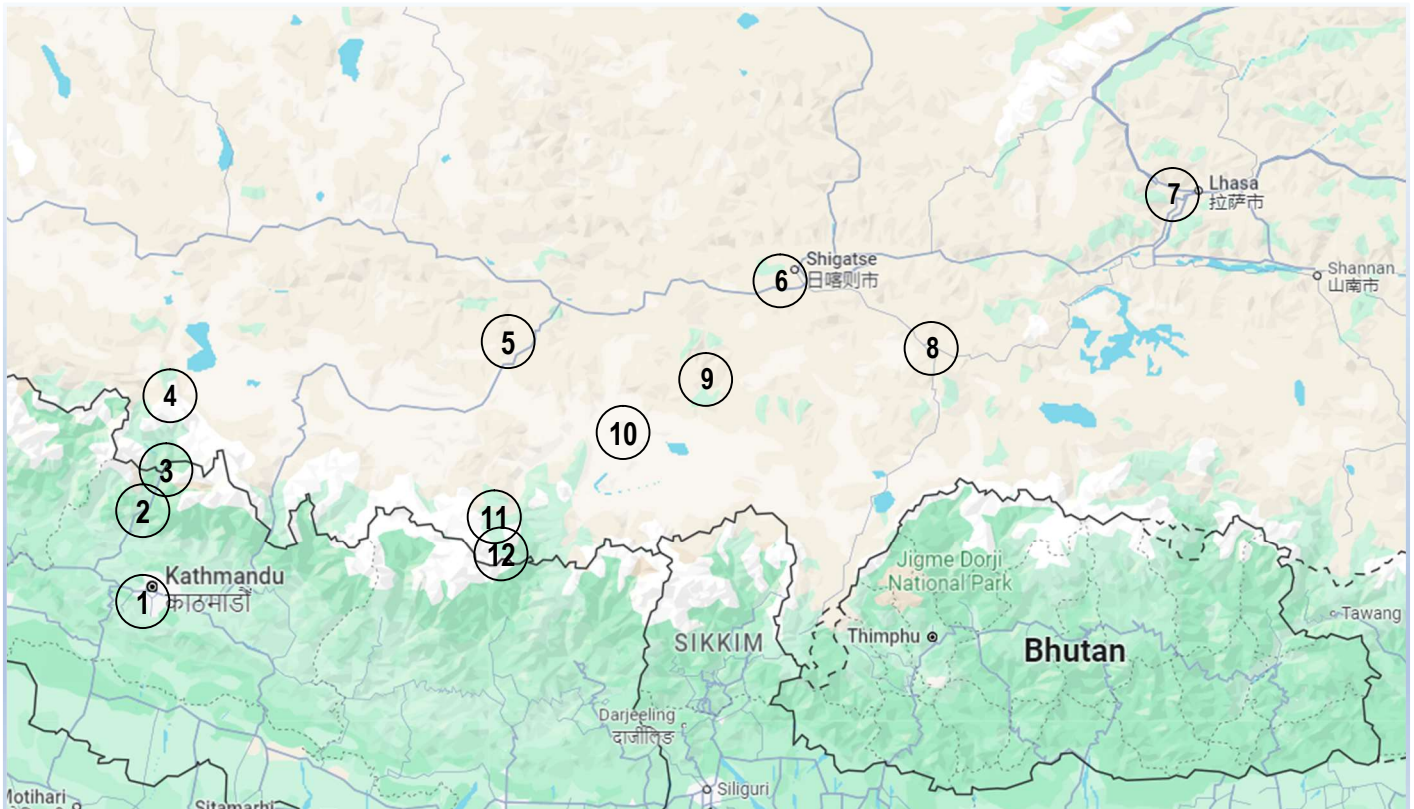 7
Lhasa
拉萨市
6
Shigatse
日喀则市
Shannan
山南市
5
8
9
4
10
3
2
11
12
Jigme Dorji
National Park
Kathmandu
काठमाडौं
1
Tawang
Thimphu
SIKKIM
Bhutan
Darjeeling
দার্জীলিঙ
Siliguri
Motihari
Sitamarhi